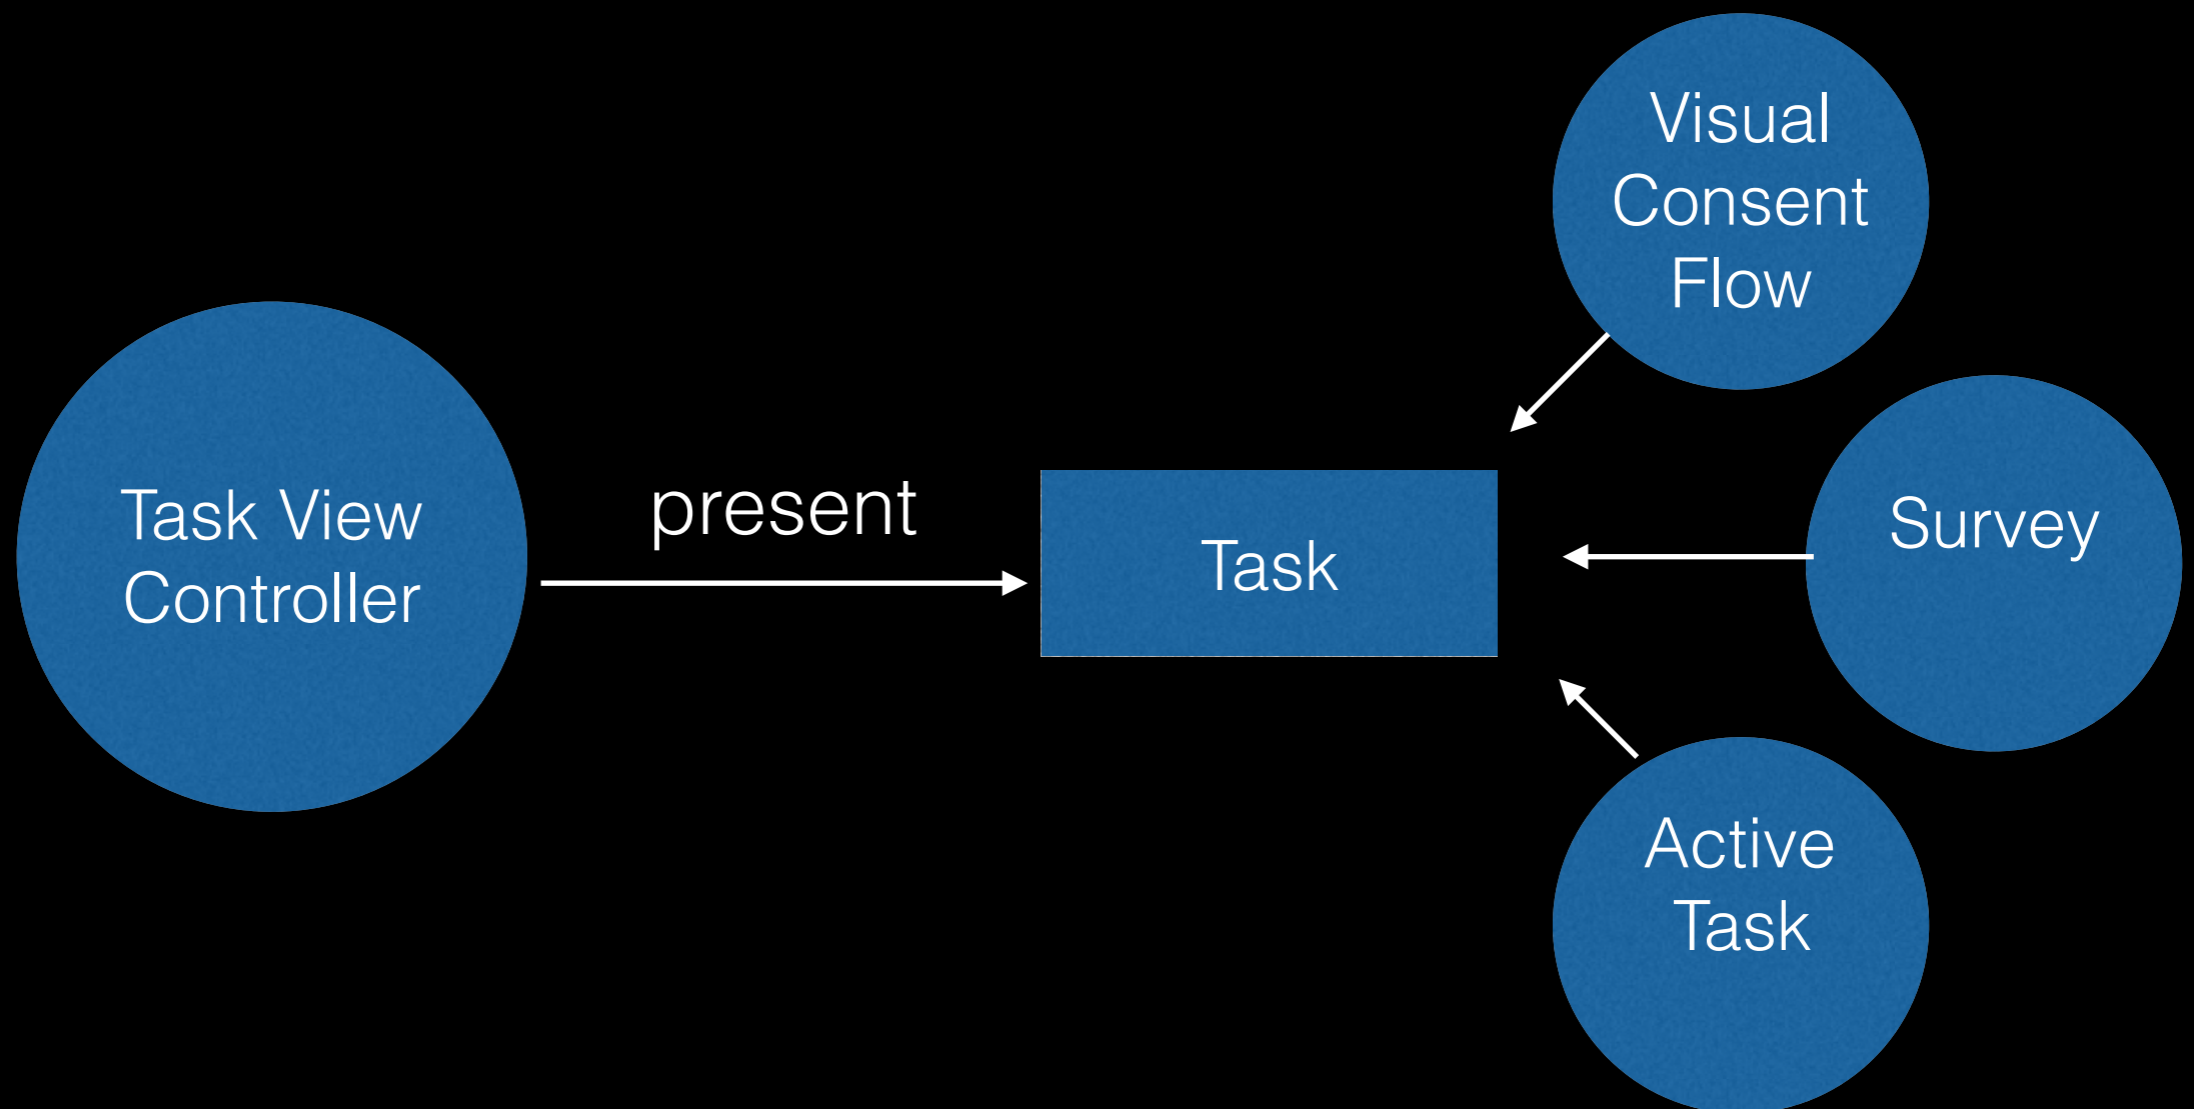 Task View
Controller
present
Task
Visual
Consent
Flow
Survey
Active
Task